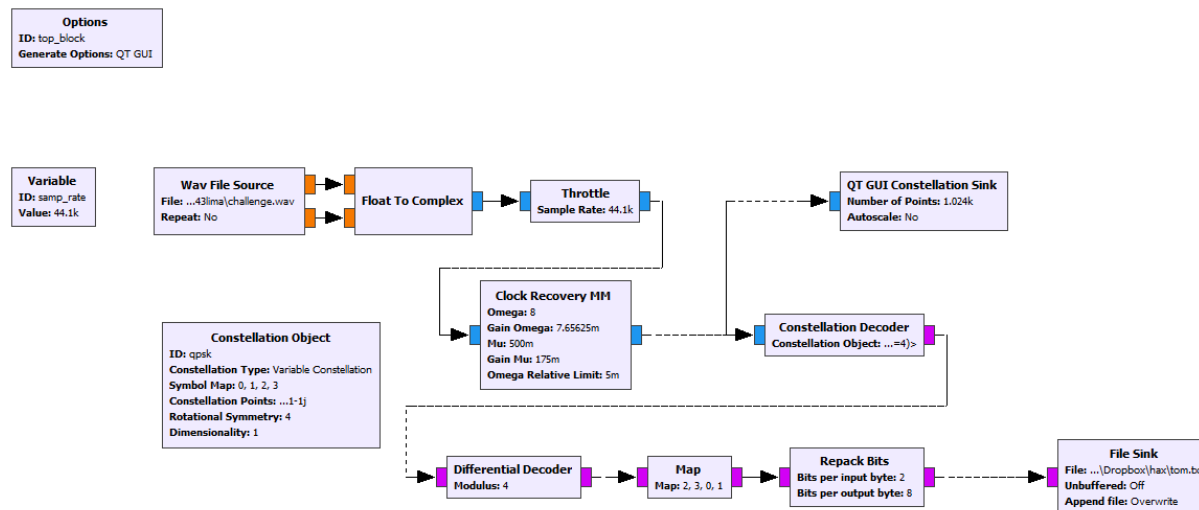 Options
ID: top_block
Generate Options: QT GUI
Variable
ID: samp_rate
Value: 44.1k
Wav File Source
File: ...43lima\challenge.wav
Repeat: No
Float To Complex
Throttle
Sample Rate: 44.1k
QT GUI Constellation Sink
Number of Points: 1.024k
Autoscale: No
Clock Recovery MM
Omega: 8
Gain Omega: 7.65625m
Mu: 500m
Gain Mu: 175m
Omega Relative Limit: 5m
Constellation Decoder
Constellation Object: ...=4)>
Constellation Object
ID: qpsk
Constellation Type: Variable Constellation
Symbol Map: 0, 1, 2, 3
Constellation Points: ...1-1j
Rotational Symmetry: 4
Dimensionality: 1
Differential Decoder
Modulus: 4
Map
Map: 2, 3, 0, 1
Repack Bits
Bits per input byte: 2
Bits per output byte: 8
File Sink
File: ...\Dropbox\hax\tom.bo
Unbuffered: Off
Append file: Overwrite